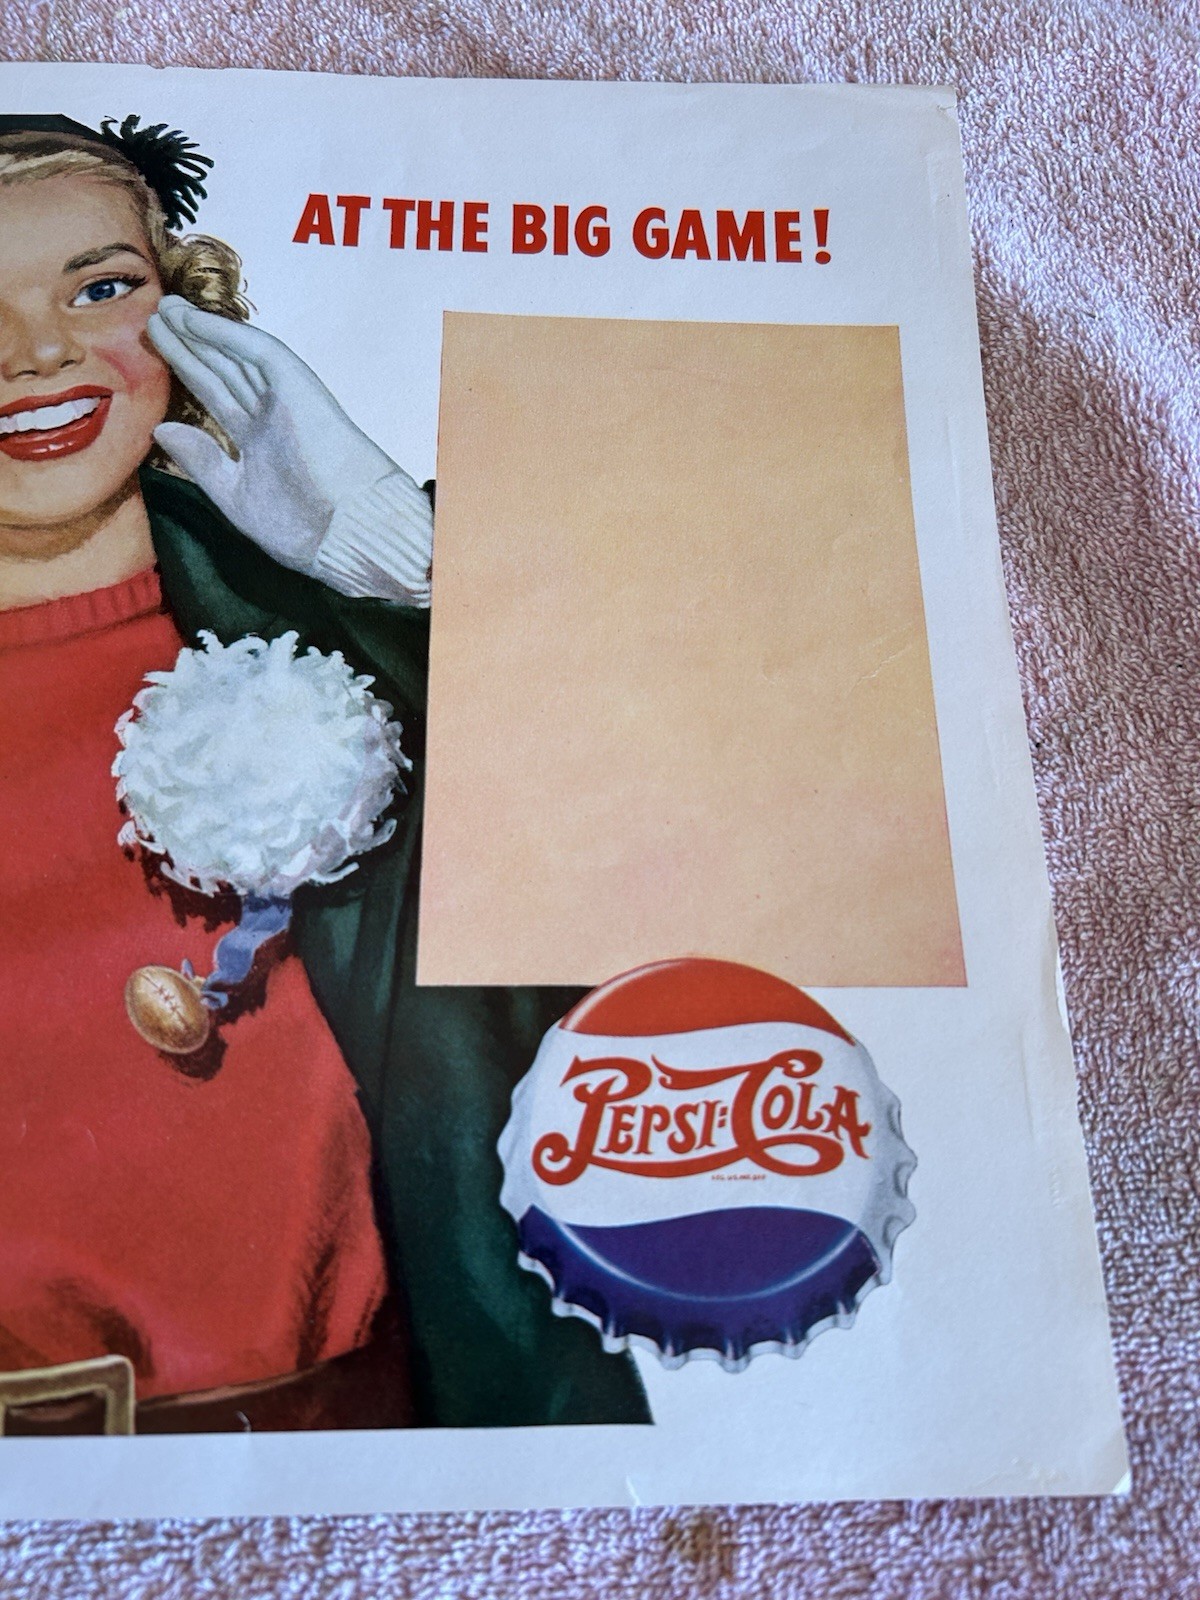 AT THE BIG GAME!
PEPSI-COLA